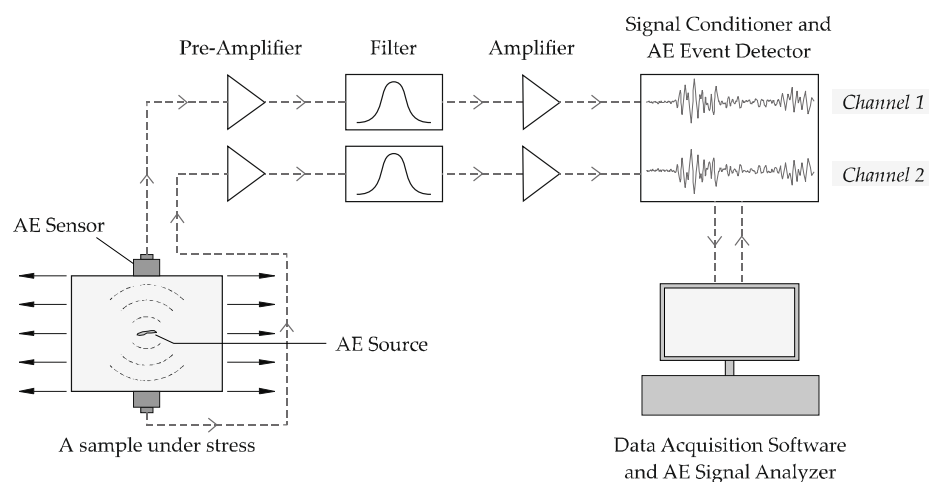 Signal Conditioner and
AE Event Detector
Pre-Amplifier
Filter
Amplifier
Channel 1
Channel 2
AE Sensor
AE Source
A sample under stress
Data Acquisition Software
and AE Signal Analyzer